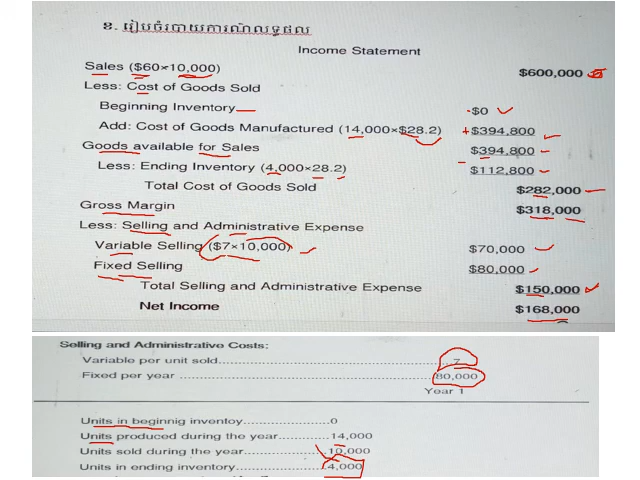 ខ. រៀបចំរបាយការណ៍លទ្ធផល
Income Statement
Sales ($60×10,000) $600,000
Less: Cost of Goods Sold
Beginning Inventory $0
Add: Cost of Goods Manufactured (14,000×$28.2) +$394,800
Goods available for Sales $394,800
Less: Ending Inventory (4,000×28.2) - $112,800
Total Cost of Goods Sold $282,000
Gross Margin $318,000
Less: Selling and Administrative Expense
Variable Selling ($7×10,000) $70,000
Fixed Selling $80,000
Total Selling and Administrative Expense $150,000
Net Income $168,000
Selling and Administrative Costs:
Variable per unit sold 7
Fixed per year 80,000
Year 1
Units in beginnig inventoy 0
Units produced during the year 14,000
Units sold during the year 10,000
Units in ending inventory 4,000